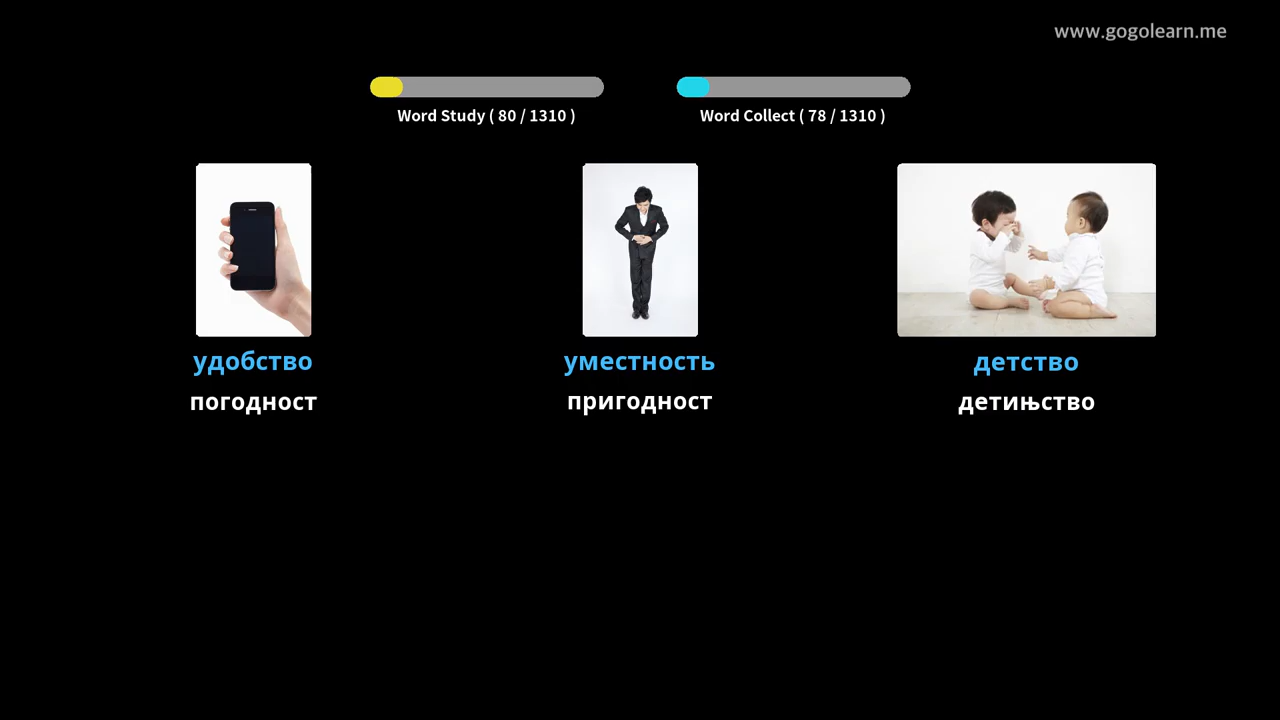 www.gogolearn.me
Word Study ( 80 / 1310 )
Word Collect ( 78 / 1310 )
удобство
уместность
детство
погодност
пригодност
детињство